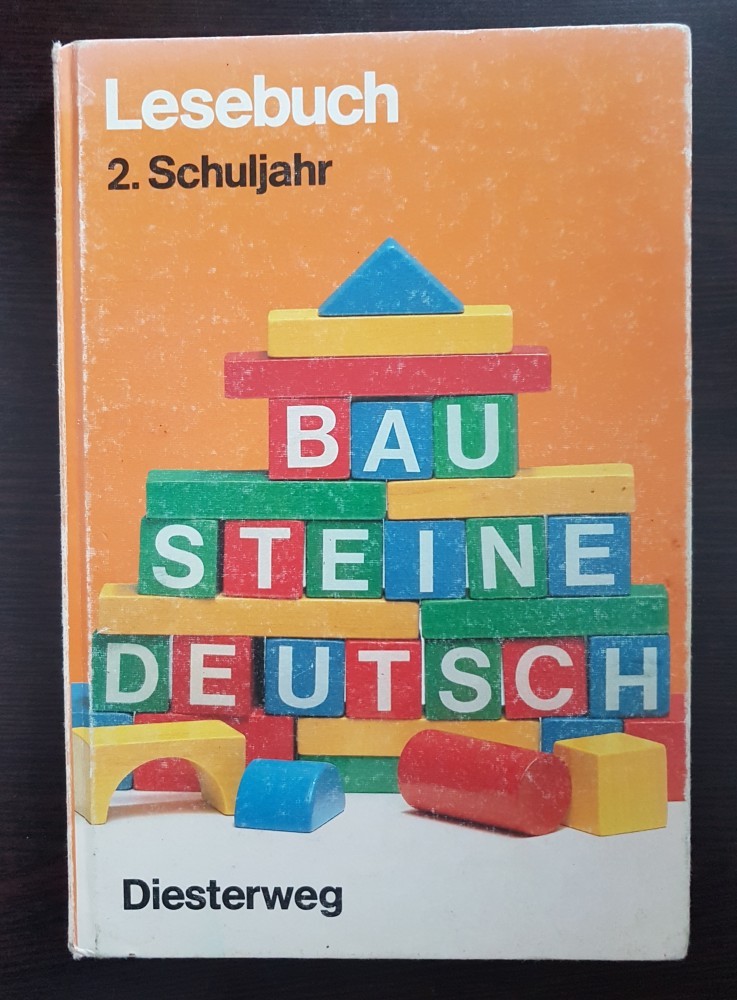 Lesebuch
2. Schuljahr
BAU
STEINE
DEUTSCH
Diesterweg